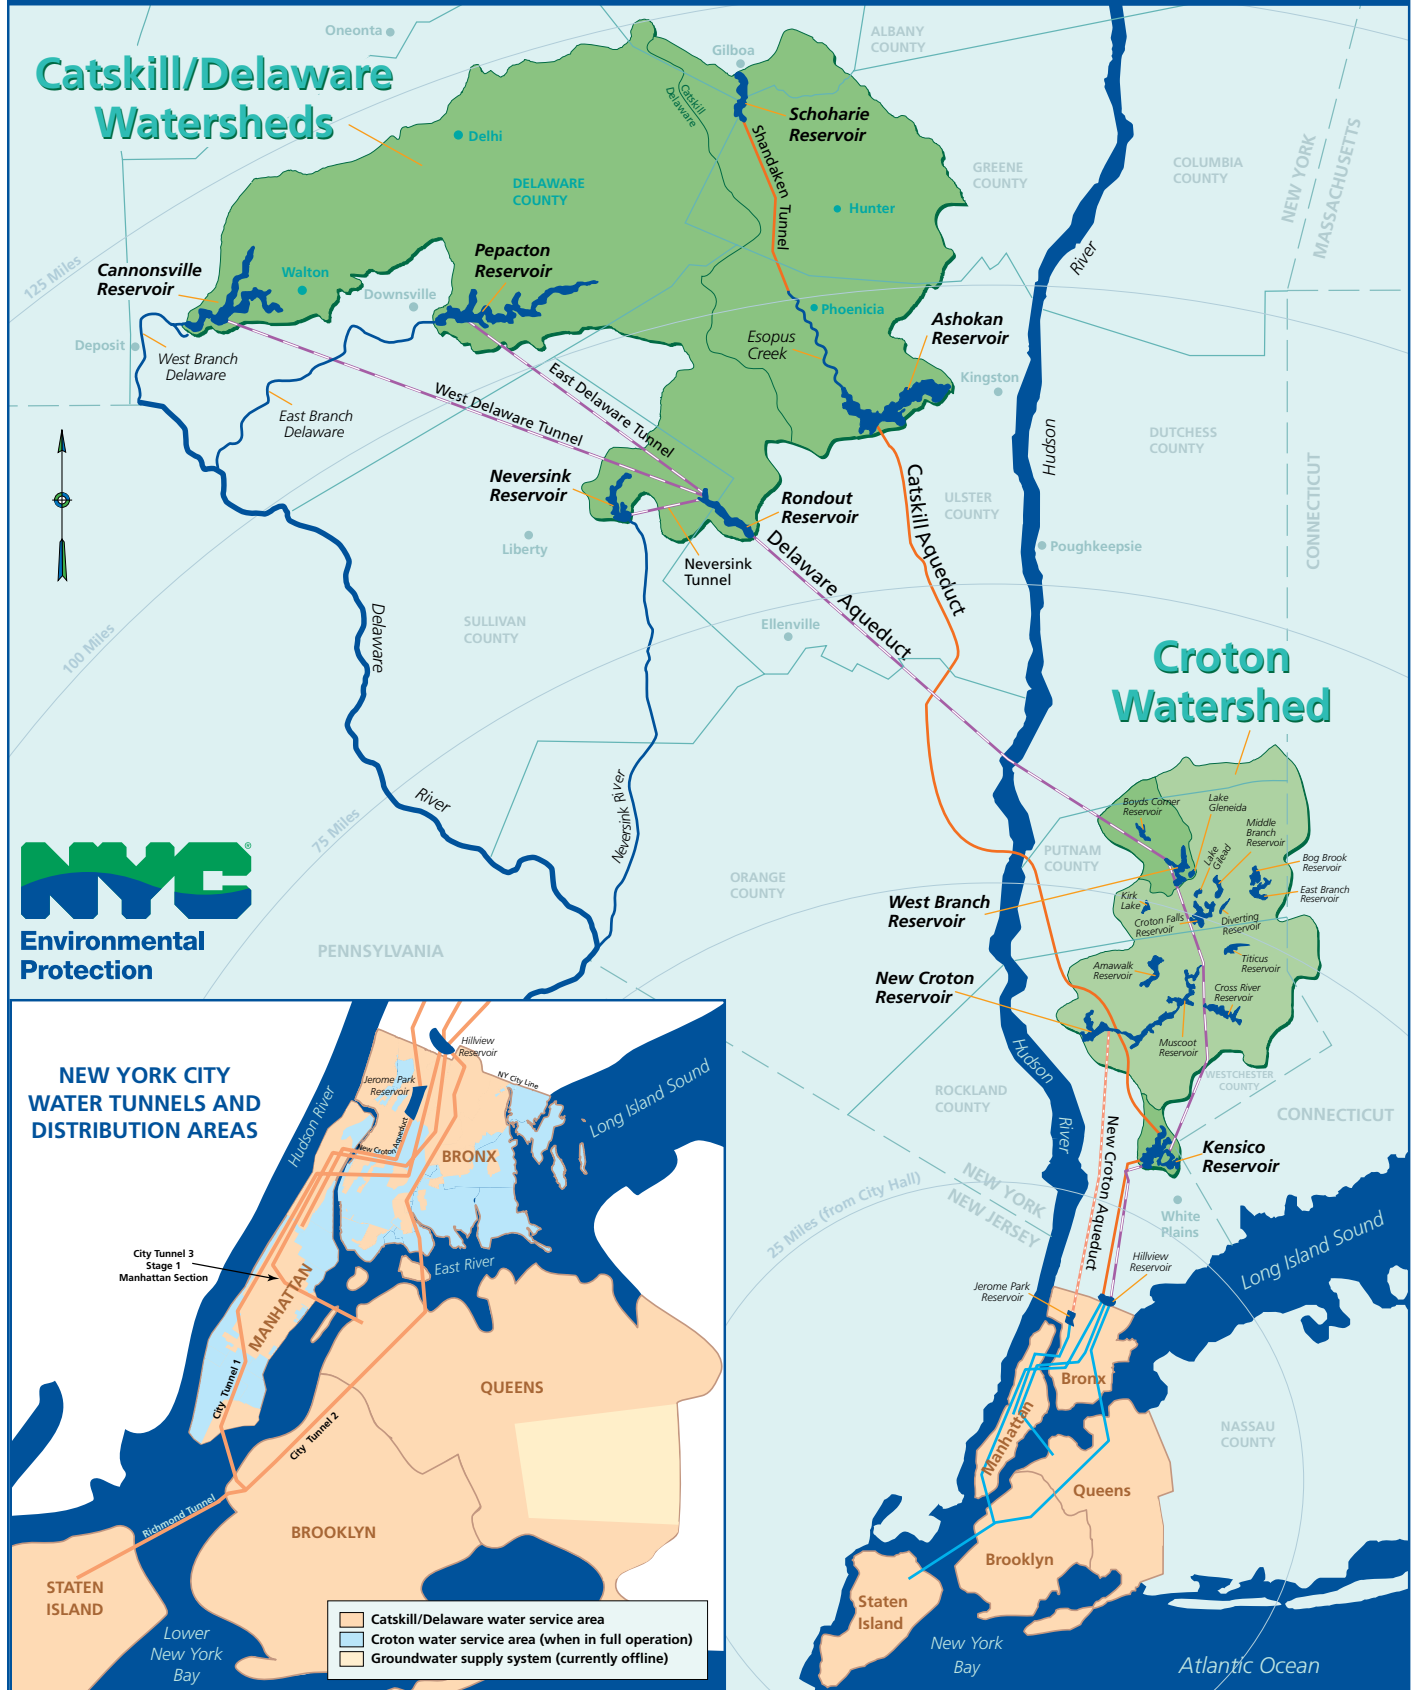 Catskill/Delaware
Watersheds
Oneonta
Gilboa
ALBANY
COUNTY
Catskill
Delaware
Schoharie
Reservoir
Delhi
DELAWARE
COUNTY
Shandaken Tunnel
Hunter
GREENE
COUNTY
COLUMBIA
COUNTY
NEW YORK
MASSACHUSETTS
125 Miles
Cannonsville
Reservoir
Walton
Pepacton
Reservoir
Downsville
River
Phoenicia
Ashokan
Reservoir
Esopus
Creek
Deposit
West Branch
Delaware
East Branch
Delaware
West Delaware Tunnel
East Delaware Tunnel
Kingston
Hudson
DUTCHESS
COUNTY
CONNECTICUT
Neversink
Reservoir
Rondout
Reservoir
Catskill Aqueduct
ULSTER
COUNTY
Liberty
Neversink
Tunnel
Delaware Aqueduct
Poughkeepsie
100 Miles
Delaware
SULLIVAN
COUNTY
Ellenville
Croton
Watershed
75 Miles
River
Neversink River
NYC
®
Environmental
Protection
PENNSYLVANIA
ORANGE
COUNTY
PUTNAM
COUNTY
Boyds Corner
Reservoir
Lake
Gleneida
Middle
Branch
Reservoir
Lake
Gilead
Bog Brook
Reservoir
East Branch
Reservoir
West Branch
Reservoir
Kirk
Lake
Croton Falls
Reservoir
Diverting
Reservoir
Titicus
Reservoir
New Croton
Reservoir
Amawalk
Reservoir
Cross River
Reservoir
Muscoot
Reservoir
WESTCHESTER
COUNTY
Hudson
River
ROCKLAND
COUNTY
CONNECTICUT
New Croton Aqueduct
Kensico
Reservoir
NEW YORK
NEW JERSEY
25 Miles (from City Hall)
White
Plains
Hillview
Reservoir
Jerome Park
Reservoir
Long Island Sound
Bronx
Manhattan
NASSAU
COUNTY
Queens
Brooklyn
Staten
Island
New York
Bay
Atlantic Ocean
NEW YORK CITY
WATER TUNNELS AND
DISTRIBUTION AREAS
Hudson River
Hillview
Reservoir
Jerome Park
Reservoir
NY City Line
Long Island Sound
New Croton Aqueduct
BRONX
City Tunnel 3
Stage 1
Manhattan Section
MANHATTAN
East River
City Tunnel 1
QUEENS
City Tunnel 2
Richmond Tunnel
BROOKLYN
STATEN
ISLAND
Lower
New York
Bay
Catskill/Delaware water service area
Croton water service area (when in full operation)
Groundwater supply system (currently offline)